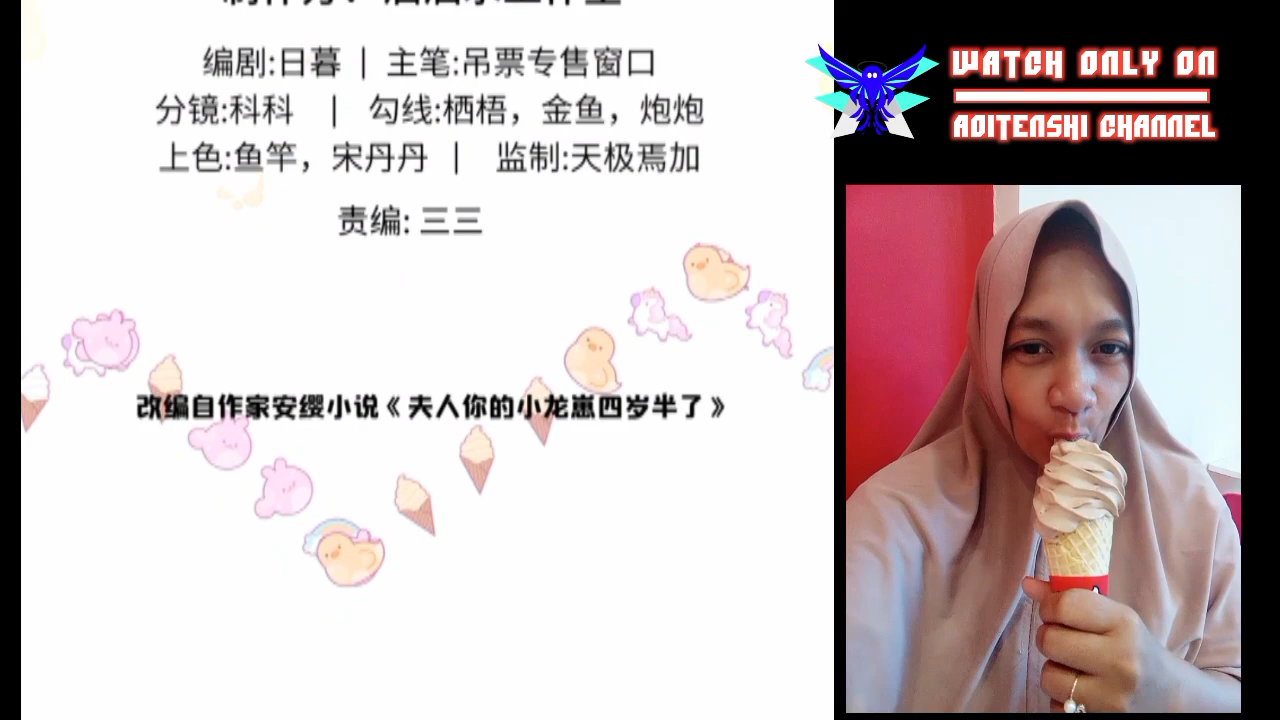 编剧:日暮 | 主笔:吊票专售窗口
分镜:科科 | 勾线:栖梧，金鱼，炮炮
上色:鱼竿，宋丹丹 | 监制:天极焉加
责编: 三三
改编自作家安缨小说《夫人你的小龙崽四岁半了》
WATCH ONLY ON
AOITENSHI CHANNEL